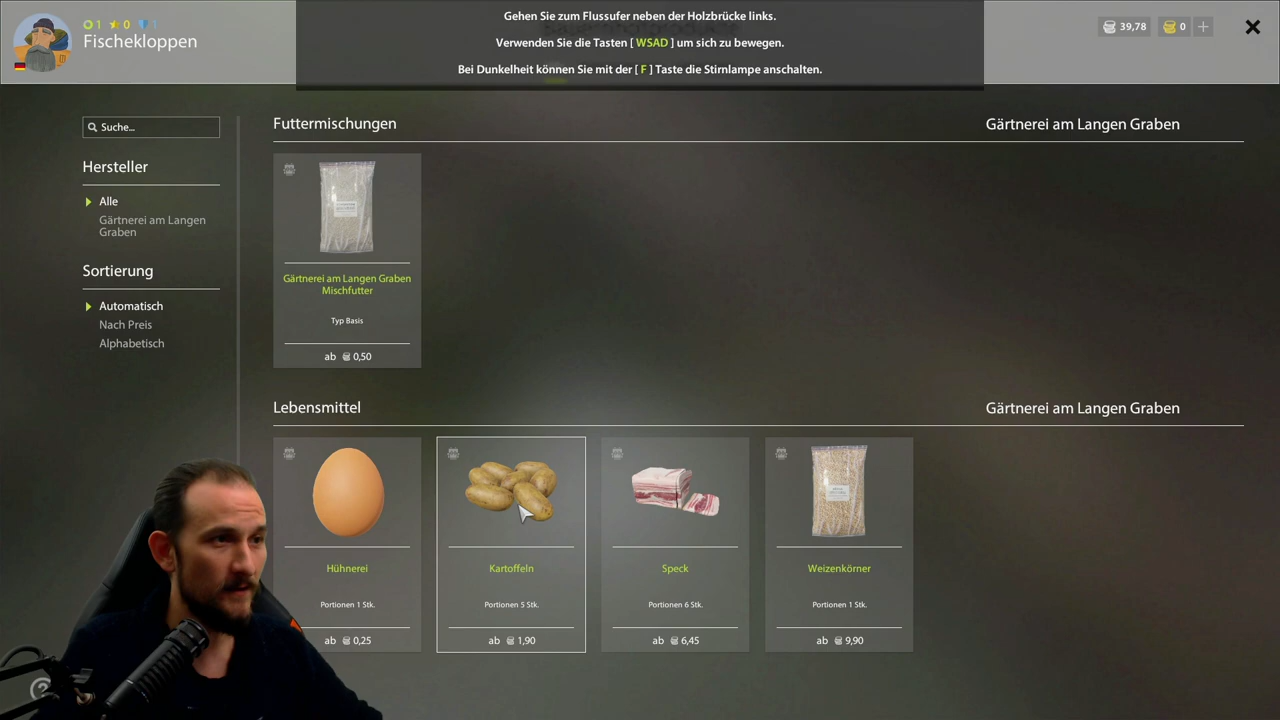 Gehen Sie zum Flussufer neben der Holzbrücke links.
Verwenden Sie die Tasten [ WSAD ] um sich zu bewegen.
Bei Dunkelheit können Sie mit der [ F ] Taste die Stirnlampe anschalten.
1 0 1
Fischekloppen
39,78
0
Suche...
Hersteller
Alle
Gärtnerei am Langen
Graben
Sortierung
Automatisch
Nach Preis
Alphabetisch
Futtermischungen
Gärtnerei am Langen Graben
Gärtnerei am Langen Graben
Mischfutter
Typ Basis
ab 0,50
Lebensmittel
Gärtnerei am Langen Graben
Hühnerei
Portionen 1 Stk.
ab 0,25
Kartoffeln
Portionen 5 Stk.
ab 1,90
Speck
Portionen 6 Stk.
ab 6,45
Weizenkörner
Portionen 1 Stk.
ab 9,90